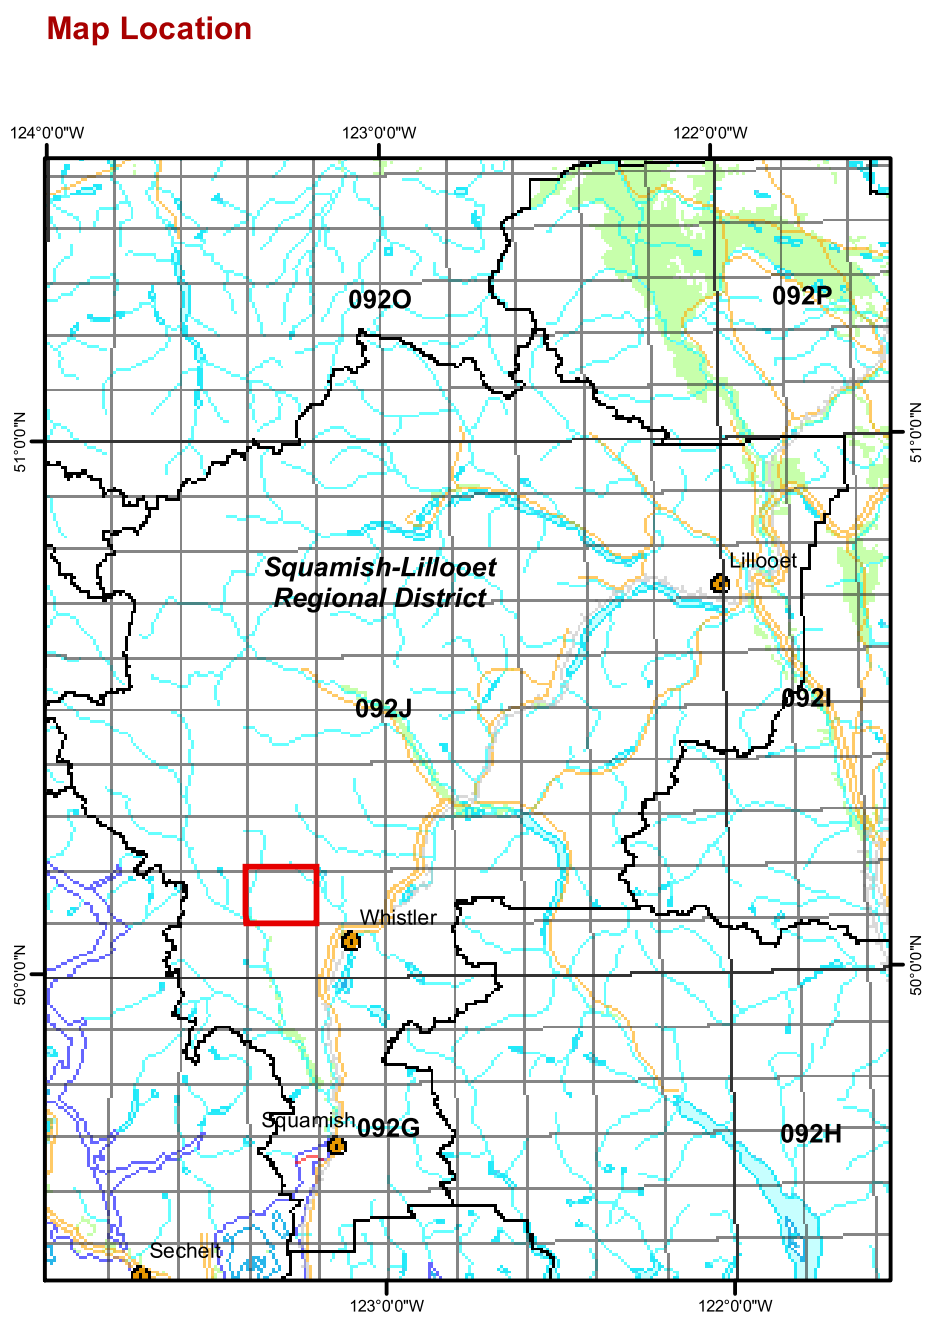 Map Location
124°0'0"W
123°0'0"W
122°0'0"W
092O
092P
51°0'0"N
51°0'0"N
Lillooet
Squamish-Lillooet
Regional District
092J
092I
Whistler
50°0'0"N
50°0'0"N
Squamish
092G
092H
Sechelt
123°0'0"W
122°0'0"W